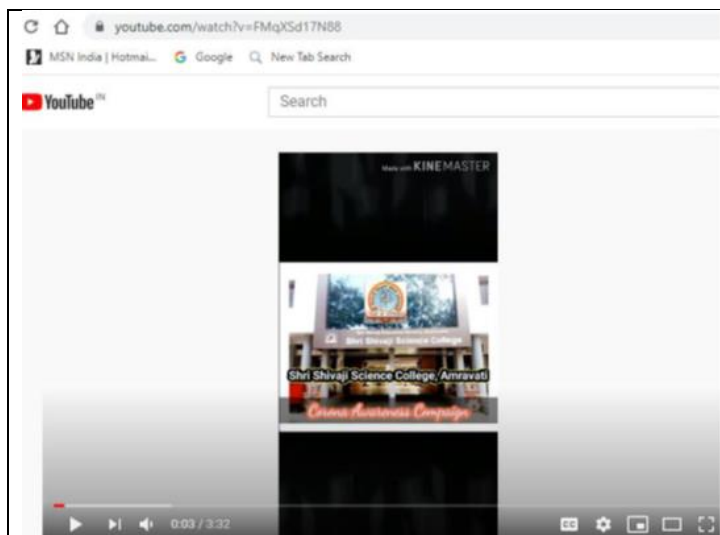 youtube.com/watch?v=FMqXSd17N88
MSN India | Hotmai... Google New Tab Search
YouTube IN Search
Made with KINEMASTER
Shri Shivaji Science College
Shri Shivaji Science College, Amravati
Corona Awareness Campaign
0:03 / 3:32
CC